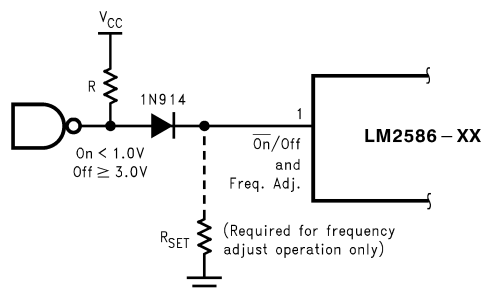 V_CC
R
1N914
1
LM2586-XX
On < 1.0V
Off ≥ 3.0V
O̅n̅/Off
and
Freq. Adj.
R_SET
(Required for frequency
adjust operation only)